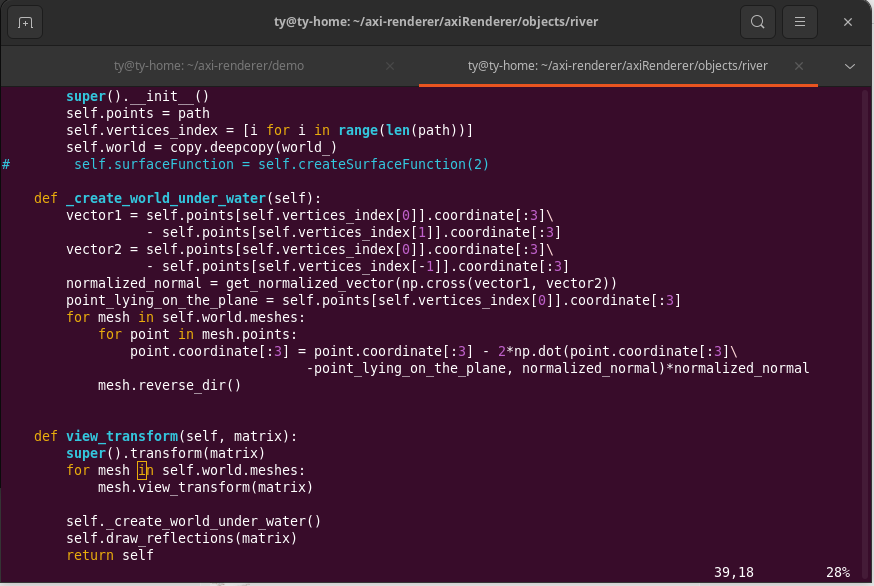 ty@ty-home: ~/axi-renderer/axiRenderer/objects/river
ty@ty-home: ~/axi-renderer/demo
ty@ty-home: ~/axi-renderer/axiRenderer/objects/river
        super().__init__()
        self.points = path
        self.vertices_index = [i for i in range(len(path))]
        self.world = copy.deepcopy(world_)
#        self.surfaceFunction = self.createSurfaceFunction(2)
    def _create_world_under_water(self):
        vector1 = self.points[self.vertices_index[0]].coordinate[:3]\
                  - self.points[self.vertices_index[1]].coordinate[:3]
        vector2 = self.points[self.vertices_index[0]].coordinate[:3]\
                  - self.points[self.vertices_index[-1]].coordinate[:3]
        normalized_normal = get_normalized_vector(np.cross(vector1, vector2))
        point_lying_on_the_plane = self.points[self.vertices_index[0]].coordinate[:3]
        for mesh in self.world.meshes:
            for point in mesh.points:
                point.coordinate[:3] = point.coordinate[:3] - 2*np.dot(point.coordinate[:3]\
                                      -point_lying_on_the_plane, normalized_normal)*normalized_normal
            mesh.reverse_dir()
    def view_transform(self, matrix):
        super().transform(matrix)
        for mesh in self.world.meshes:
            mesh.view_transform(matrix)
        self._create_world_under_water()
        self.draw_reflections(matrix)
        return self
39,18 28%